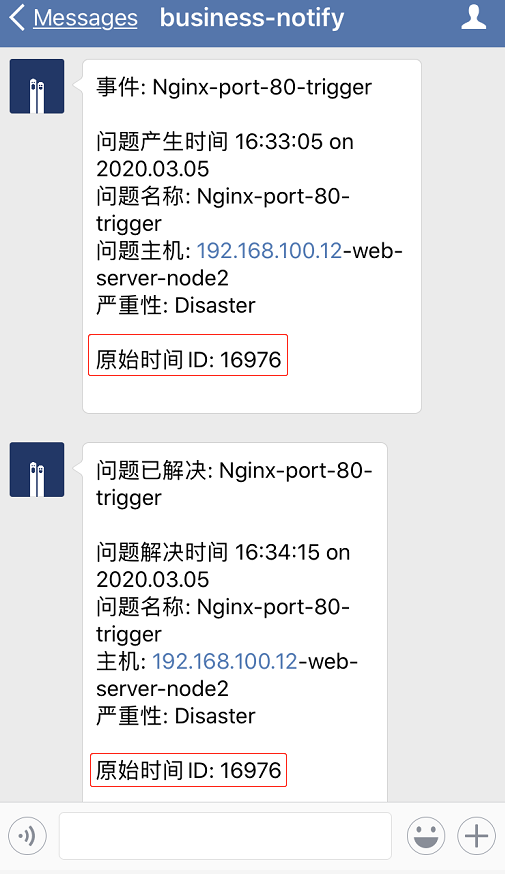 Messages business-notify
事件: Nginx-port-80-trigger
问题产生时间 16:33:05 on
2020.03.05
问题名称: Nginx-port-80-
trigger
问题主机: 192.168.100.12-web-
server-node2
严重性: Disaster
原始时间ID: 16976
问题已解决: Nginx-port-80-
trigger
问题解决时间 16:34:15 on
2020.03.05
问题名称: Nginx-port-80-
trigger
主机: 192.168.100.12-web-
server-node2
严重性: Disaster
原始时间ID: 16976